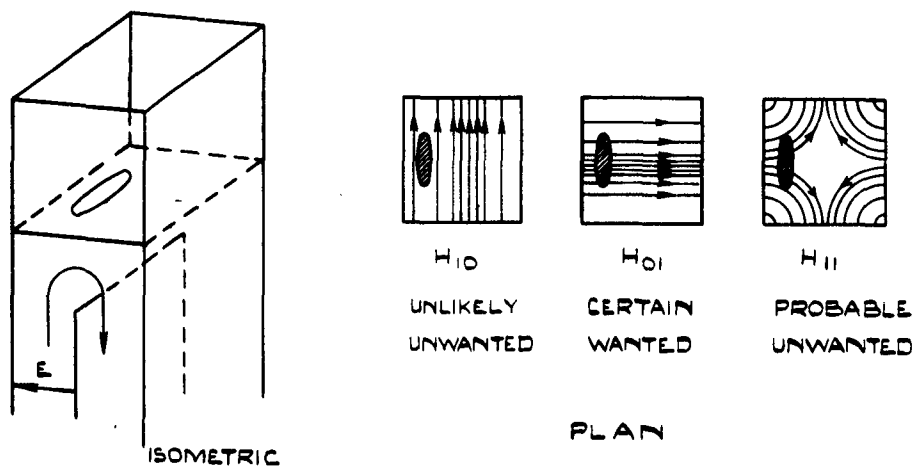 E
ISOMETRIC
H10
UNLIKELY
UNWANTED
H01
CERTAIN
WANTED
H11
PROBABLE
UNWANTED
PLAN